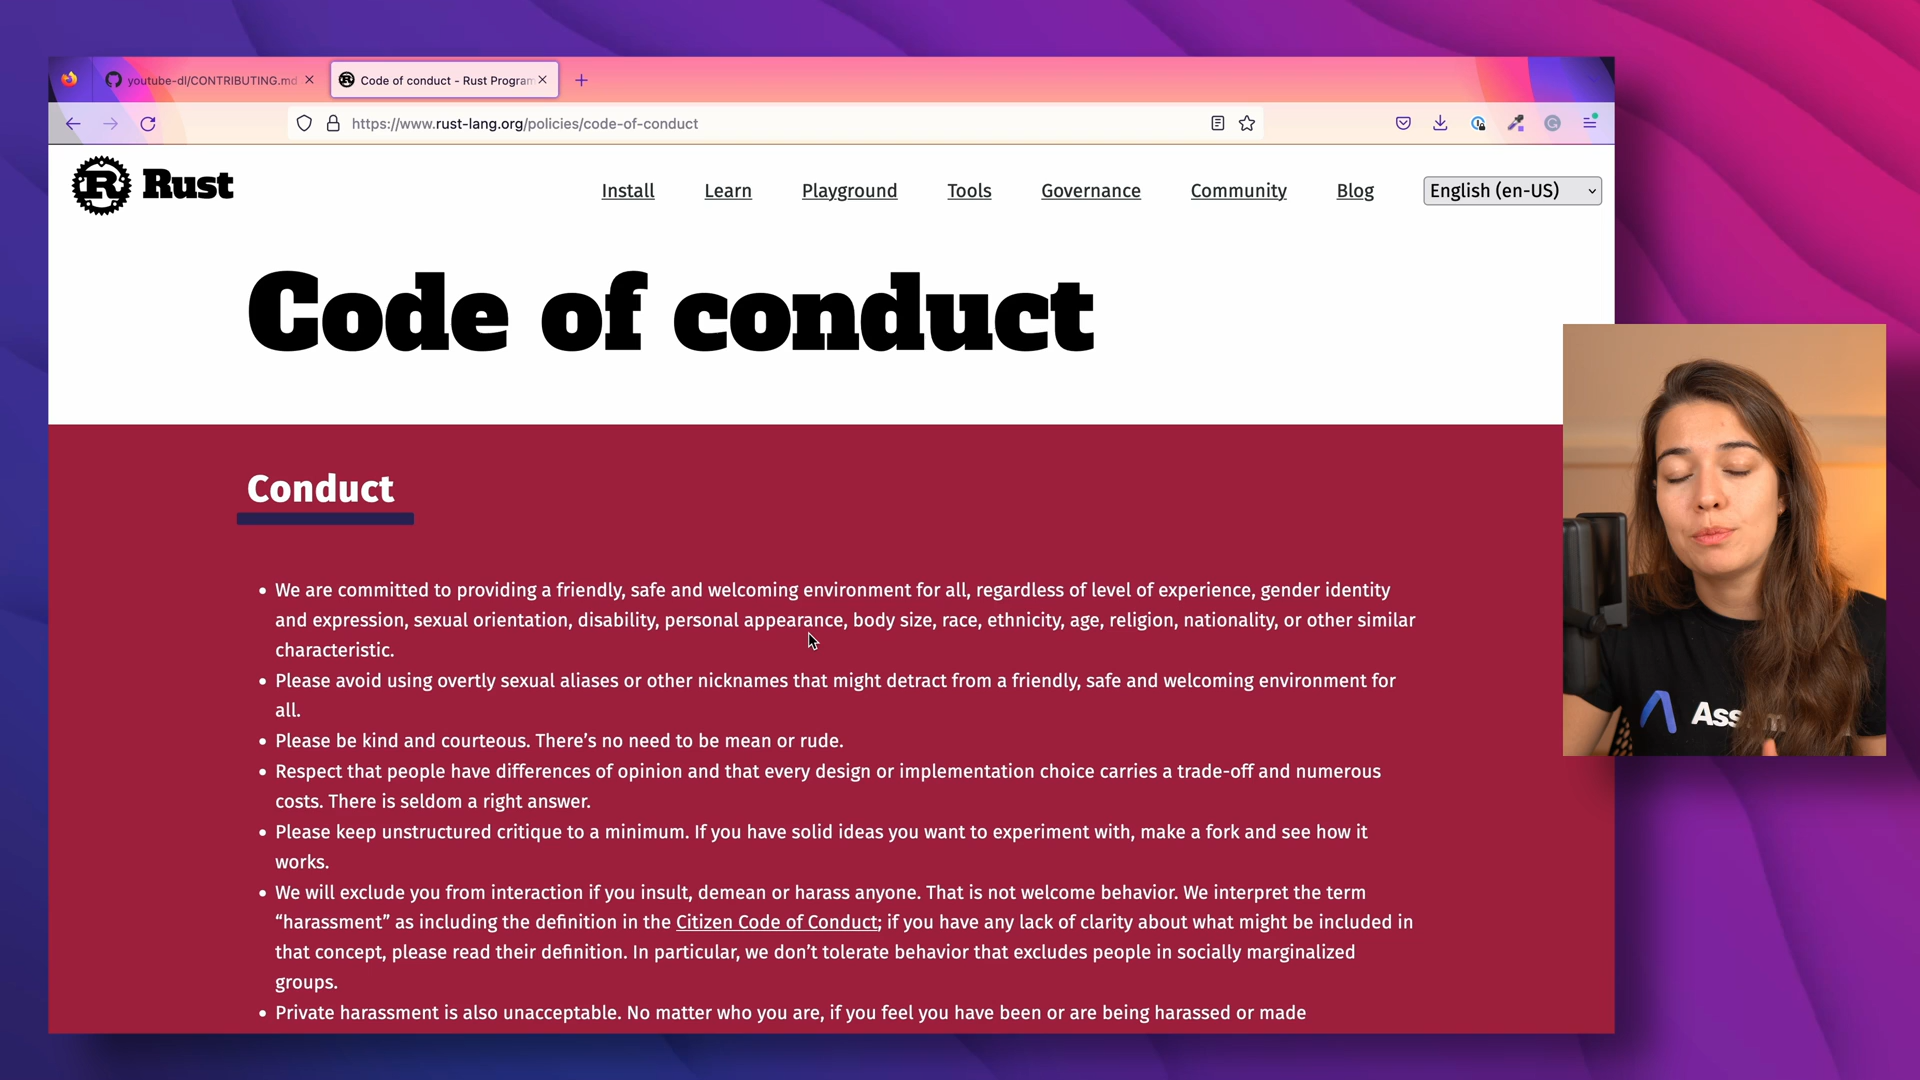 youtube-dl/CONTRIBUTING.md
Code of conduct - Rust Program
https://www.rust-lang.org/policies/code-of-conduct
Rust
Install
Learn
Playground
Tools
Governance
Community
Blog
English (en-US)
Code of conduct
Conduct
• We are committed to providing a friendly, safe and welcoming environment for all, regardless of level of experience, gender identity
and expression, sexual orientation, disability, personal appearance, body size, race, ethnicity, age, religion, nationality, or other similar
characteristic.
• Please avoid using overtly sexual aliases or other nicknames that might detract from a friendly, safe and welcoming environment for
all.
• Please be kind and courteous. There’s no need to be mean or rude.
• Respect that people have differences of opinion and that every design or implementation choice carries a trade-off and numerous
costs. There is seldom a right answer.
• Please keep unstructured critique to a minimum. If you have solid ideas you want to experiment with, make a fork and see how it
works.
• We will exclude you from interaction if you insult, demean or harass anyone. That is not welcome behavior. We interpret the term
“harassment” as including the definition in the Citizen Code of Conduct; if you have any lack of clarity about what might be included in
that concept, please read their definition. In particular, we don’t tolerate behavior that excludes people in socially marginalized
groups.
• Private harassment is also unacceptable. No matter who you are, if you feel you have been or are being harassed or made